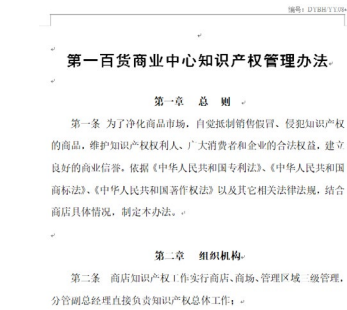 第一百货商业中心知识产权管理办法
第一章 总 则
第一条 为了净化商品市场，自觉抵制销售假冒、侵犯知识产权
的商品，维护知识产权权利人、广大消费者和企业的合法权益，建立
良好的商业信誉，依据《中华人民共和国专利法》、《中华人民共和国
商标法》、《中华人民共和国著作权法》以及其它相关法律法规，结合
商店具体情况，制定本办法。
第二章 组织机构
第二条 商店知识产权工作实行商店、商场、管理区域三级管理，
分管副总经理直接负责知识产权总体工作；